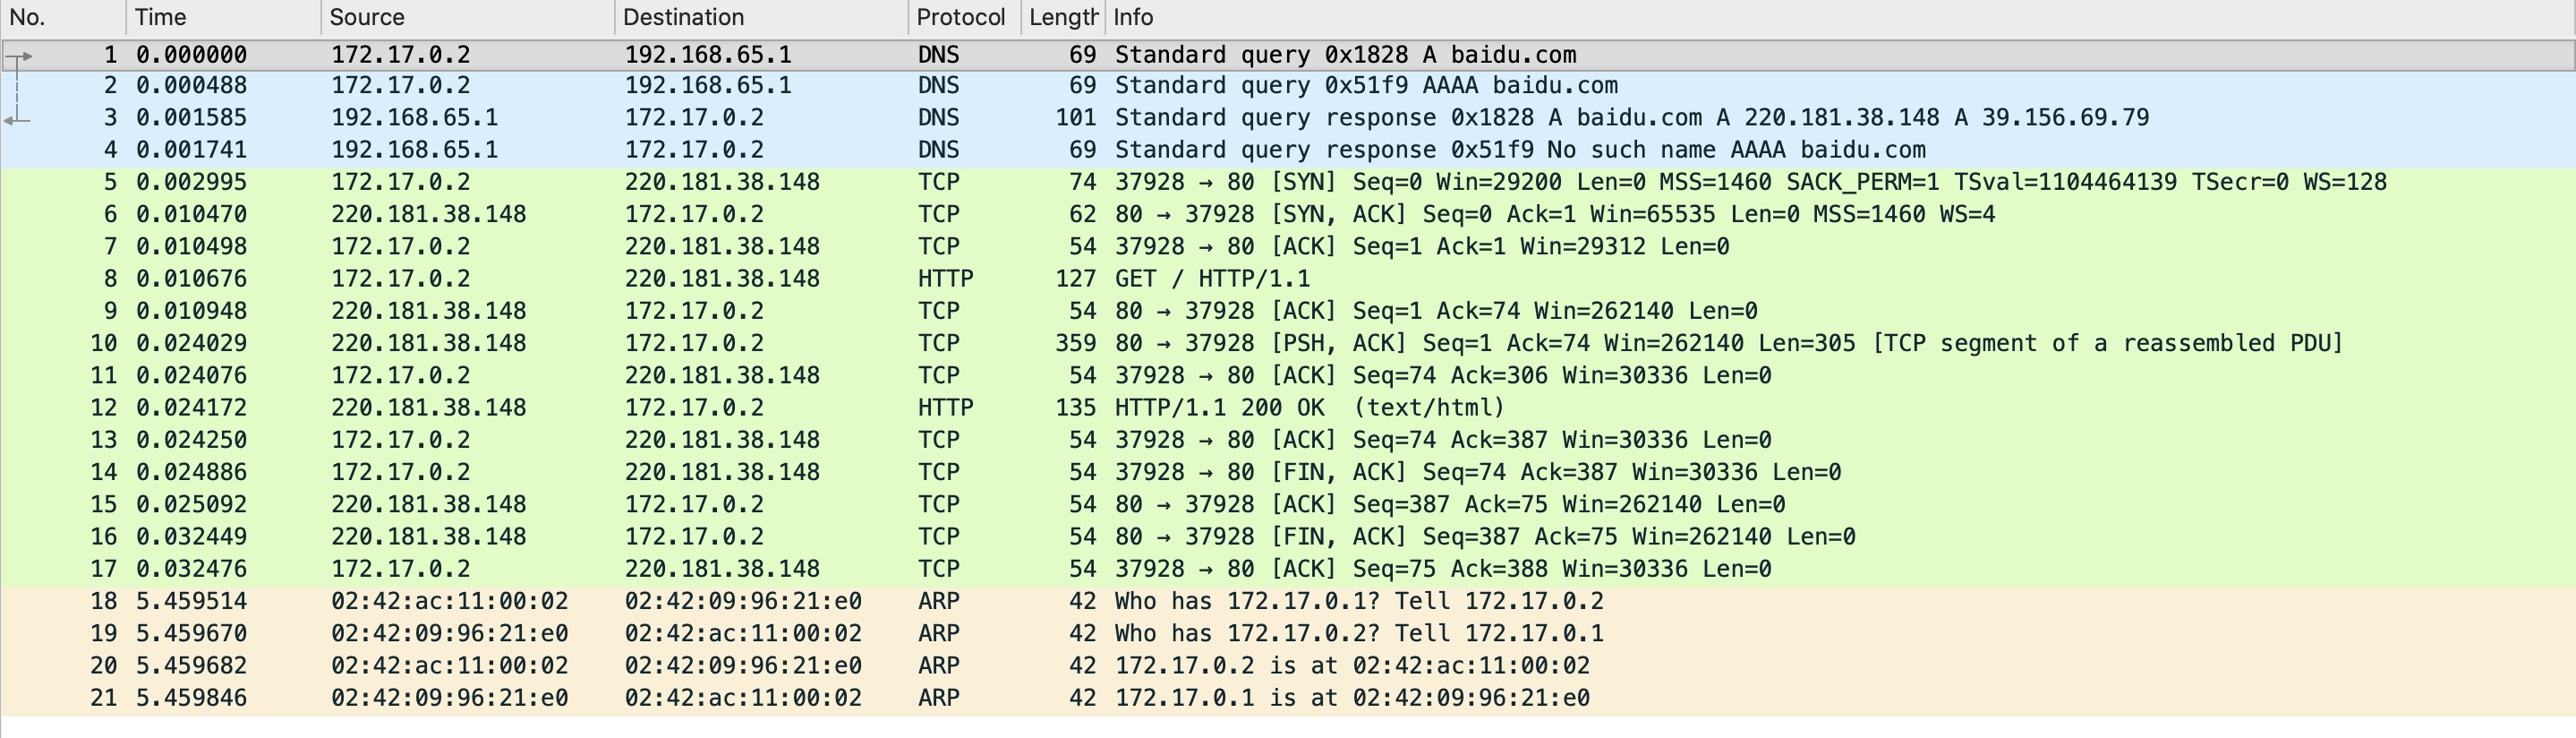 No. Time Source Destination Protocol Length Info
1 0.000000 172.17.0.2 192.168.65.1 DNS 69 Standard query 0x1828 A baidu.com
2 0.000488 172.17.0.2 192.168.65.1 DNS 69 Standard query 0x51f9 AAAA baidu.com
3 0.001585 192.168.65.1 172.17.0.2 DNS 101 Standard query response 0x1828 A baidu.com A 220.181.38.148 A 39.156.69.79
4 0.001741 192.168.65.1 172.17.0.2 DNS 69 Standard query response 0x51f9 No such name AAAA baidu.com
5 0.002995 172.17.0.2 220.181.38.148 TCP 74 37928 → 80 [SYN] Seq=0 Win=29200 Len=0 MSS=1460 SACK_PERM=1 TSval=1104464139 TSecr=0 WS=128
6 0.010470 220.181.38.148 172.17.0.2 TCP 62 80 → 37928 [SYN, ACK] Seq=0 Ack=1 Win=65535 Len=0 MSS=1460 WS=4
7 0.010498 172.17.0.2 220.181.38.148 TCP 54 37928 → 80 [ACK] Seq=1 Ack=1 Win=29312 Len=0
8 0.010676 172.17.0.2 220.181.38.148 HTTP 127 GET / HTTP/1.1
9 0.010948 220.181.38.148 172.17.0.2 TCP 54 80 → 37928 [ACK] Seq=1 Ack=74 Win=262140 Len=0
10 0.024029 220.181.38.148 172.17.0.2 TCP 359 80 → 37928 [PSH, ACK] Seq=1 Ack=74 Win=262140 Len=305 [TCP segment of a reassembled PDU]
11 0.024076 172.17.0.2 220.181.38.148 TCP 54 37928 → 80 [ACK] Seq=74 Ack=306 Win=30336 Len=0
12 0.024172 220.181.38.148 172.17.0.2 HTTP 135 HTTP/1.1 200 OK (text/html)
13 0.024250 172.17.0.2 220.181.38.148 TCP 54 37928 → 80 [ACK] Seq=74 Ack=387 Win=30336 Len=0
14 0.024886 172.17.0.2 220.181.38.148 TCP 54 37928 → 80 [FIN, ACK] Seq=74 Ack=387 Win=30336 Len=0
15 0.025092 220.181.38.148 172.17.0.2 TCP 54 80 → 37928 [ACK] Seq=387 Ack=75 Win=262140 Len=0
16 0.032449 220.181.38.148 172.17.0.2 TCP 54 80 → 37928 [FIN, ACK] Seq=387 Ack=75 Win=262140 Len=0
17 0.032476 172.17.0.2 220.181.38.148 TCP 54 37928 → 80 [ACK] Seq=75 Ack=388 Win=30336 Len=0
18 5.459514 02:42:ac:11:00:02 02:42:09:96:21:e0 ARP 42 Who has 172.17.0.1? Tell 172.17.0.2
19 5.459670 02:42:09:96:21:e0 02:42:ac:11:00:02 ARP 42 Who has 172.17.0.2? Tell 172.17.0.1
20 5.459682 02:42:ac:11:00:02 02:42:09:96:21:e0 ARP 42 172.17.0.2 is at 02:42:ac:11:00:02
21 5.459846 02:42:09:96:21:e0 02:42:ac:11:00:02 ARP 42 172.17.0.1 is at 02:42:09:96:21:e0